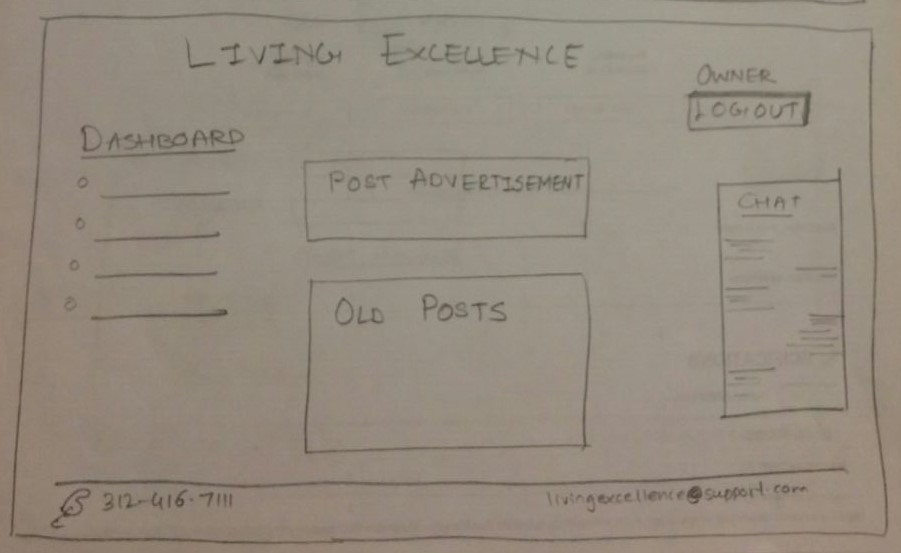 LIVING EXCELLENCE
OWNER
LOGOUT
DASHBOARD
POST ADVERTISEMENT
CHAT
OLD POSTS
312-416-7111
livingexcellence@support.com